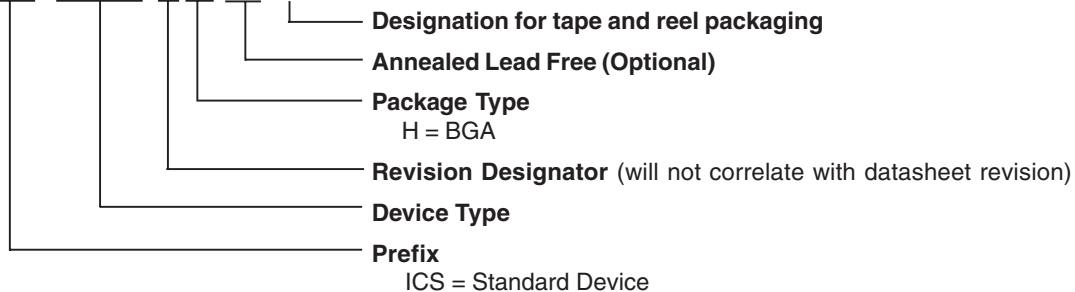 Designation for tape and reel packaging
Annealed Lead Free (Optional)
Package Type
H = BGA
Revision Designator (will not correlate with datasheet revision)
Device Type
Prefix
ICS = Standard Device